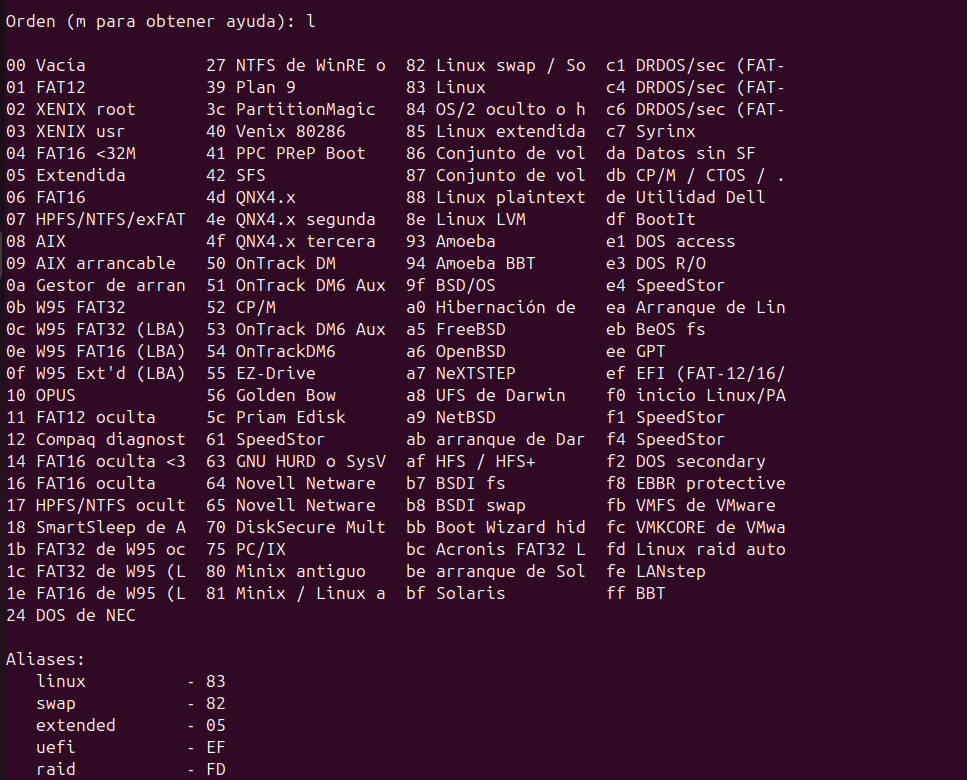 Orden (m para obtener ayuda): l
00 Vacía 27 NTFS de WinRE o 82 Linux swap / So c1 DRDOS/sec (FAT-
01 FAT12 39 Plan 9 83 Linux c4 DRDOS/sec (FAT-
02 XENIX root 3c PartitionMagic 84 OS/2 oculto o h c6 DRDOS/sec (FAT-
03 XENIX usr 40 Venix 80286 85 Linux extendida c7 Syrinx
04 FAT16 <32M 41 PPC PReP Boot 86 Conjunto de vol da Datos sin SF
05 Extendida 42 SFS 87 Conjunto de vol db CP/M / CTOS / .
06 FAT16 4d QNX4.x 88 Linux plaintext de Utilidad Dell
07 HPFS/NTFS/exFAT 4e QNX4.x segunda 8e Linux LVM df BootIt
08 AIX 4f QNX4.x tercera 93 Amoeba e1 DOS access
09 AIX arrancable 50 OnTrack DM 94 Amoeba BBT e3 DOS R/O
0a Gestor de arran 51 OnTrack DM6 Aux 9f BSD/OS e4 SpeedStor
0b W95 FAT32 52 CP/M a0 Hibernación de ea Arranque de Lin
0c W95 FAT32 (LBA) 53 OnTrack DM6 Aux a5 FreeBSD eb BeOS fs
0e W95 FAT16 (LBA) 54 OnTrackDM6 a6 OpenBSD ee GPT
0f W95 Ext'd (LBA) 55 EZ-Drive a7 NeXTSTEP ef EFI (FAT-12/16/
10 OPUS 56 Golden Bow a8 UFS de Darwin f0 inicio Linux/PA
11 FAT12 oculta 5c Priam Edisk a9 NetBSD f1 SpeedStor
12 Compaq diagnost 61 SpeedStor ab arranque de Dar f4 SpeedStor
14 FAT16 oculta <3 63 GNU HURD o SysV af HFS / HFS+ f2 DOS secondary
16 FAT16 oculta 64 Novell Netware b7 BSDI fs f8 EBBR protective
17 HPFS/NTFS ocult 65 Novell Netware b8 BSDI swap fb VMFS de VMware
18 SmartSleep de A 70 DiskSecure Mult bb Boot Wizard hid fc VMKCORE de VMwa
1b FAT32 de W95 oc 75 PC/IX bc Acronis FAT32 L fd Linux raid auto
1c FAT32 de W95 (L 80 Minix antiguo be arranque de Sol fe LANstep
1e FAT16 de W95 (L 81 Minix / Linux a bf Solaris ff BBT
24 DOS de NEC
Aliases:
linux - 83
swap - 82
extended - 05
uefi - EF
raid - FD